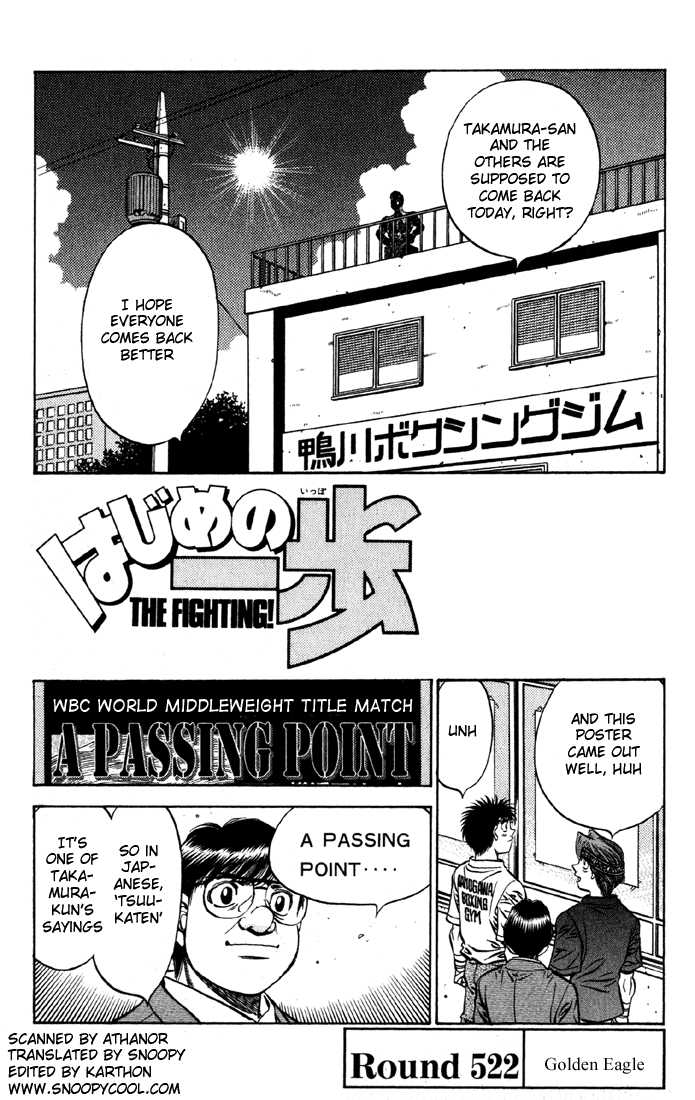 TAKAMURA-SAN
AND THE
OTHERS ARE
SUPPOSED TO
COME BACK
TODAY, RIGHT?
I HOPE
EVERYONE
COMES BACK
BETTER
鴨川ボクシングジム
いっぽ
はじめの一歩
THE FIGHTING!
WBC WORLD MIDDLEWEIGHT TITLE MATCH
A PASSING POINT
AND THIS
POSTER
CAME OUT
WELL, HUH
UNH
KAMOGAWA
BOXING
GYM
A PASSING
POINT····
SO IN
JAP-
ANESE,
'TSUU-
KATEN'
IT'S
ONE OF
TAKA-
MURA-
KUN'S
SAYINGS
SCANNED BY ATHANOR
TRANSLATED BY SNOOPY
EDITED BY KARTHON
WWW.SNOOPYCOOL.COM
Round 522
Golden Eagle